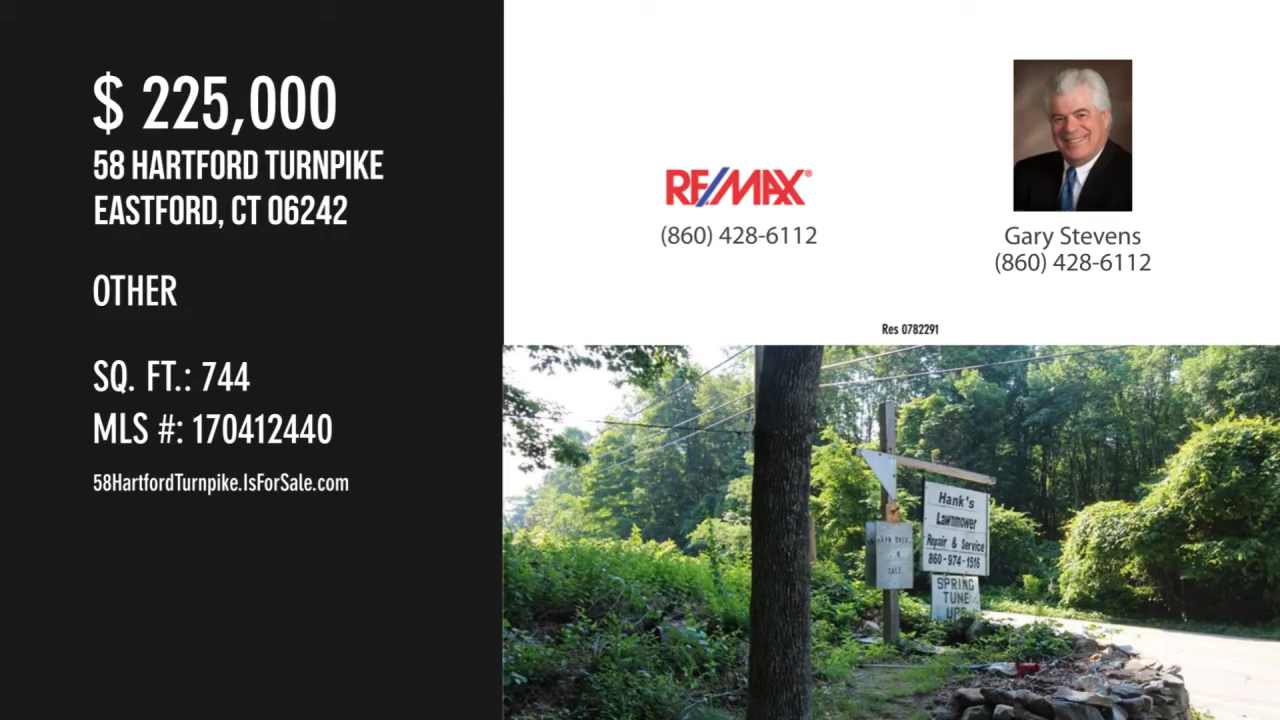 $ 225,000
58 HARTFORD TURNPIKE
EASTFORD, CT 06242
OTHER
SQ. FT.: 744
MLS #: 170412440
58HartfordTurnpike.IsForSale.com
RE/MAX®
(860) 428-6112
Gary Stevens
(860) 428-6112
Res 0782291
Hank's
Lawnmower
Repair & Service
860-974-1516
SALE
SPRING
TUNE
UPS